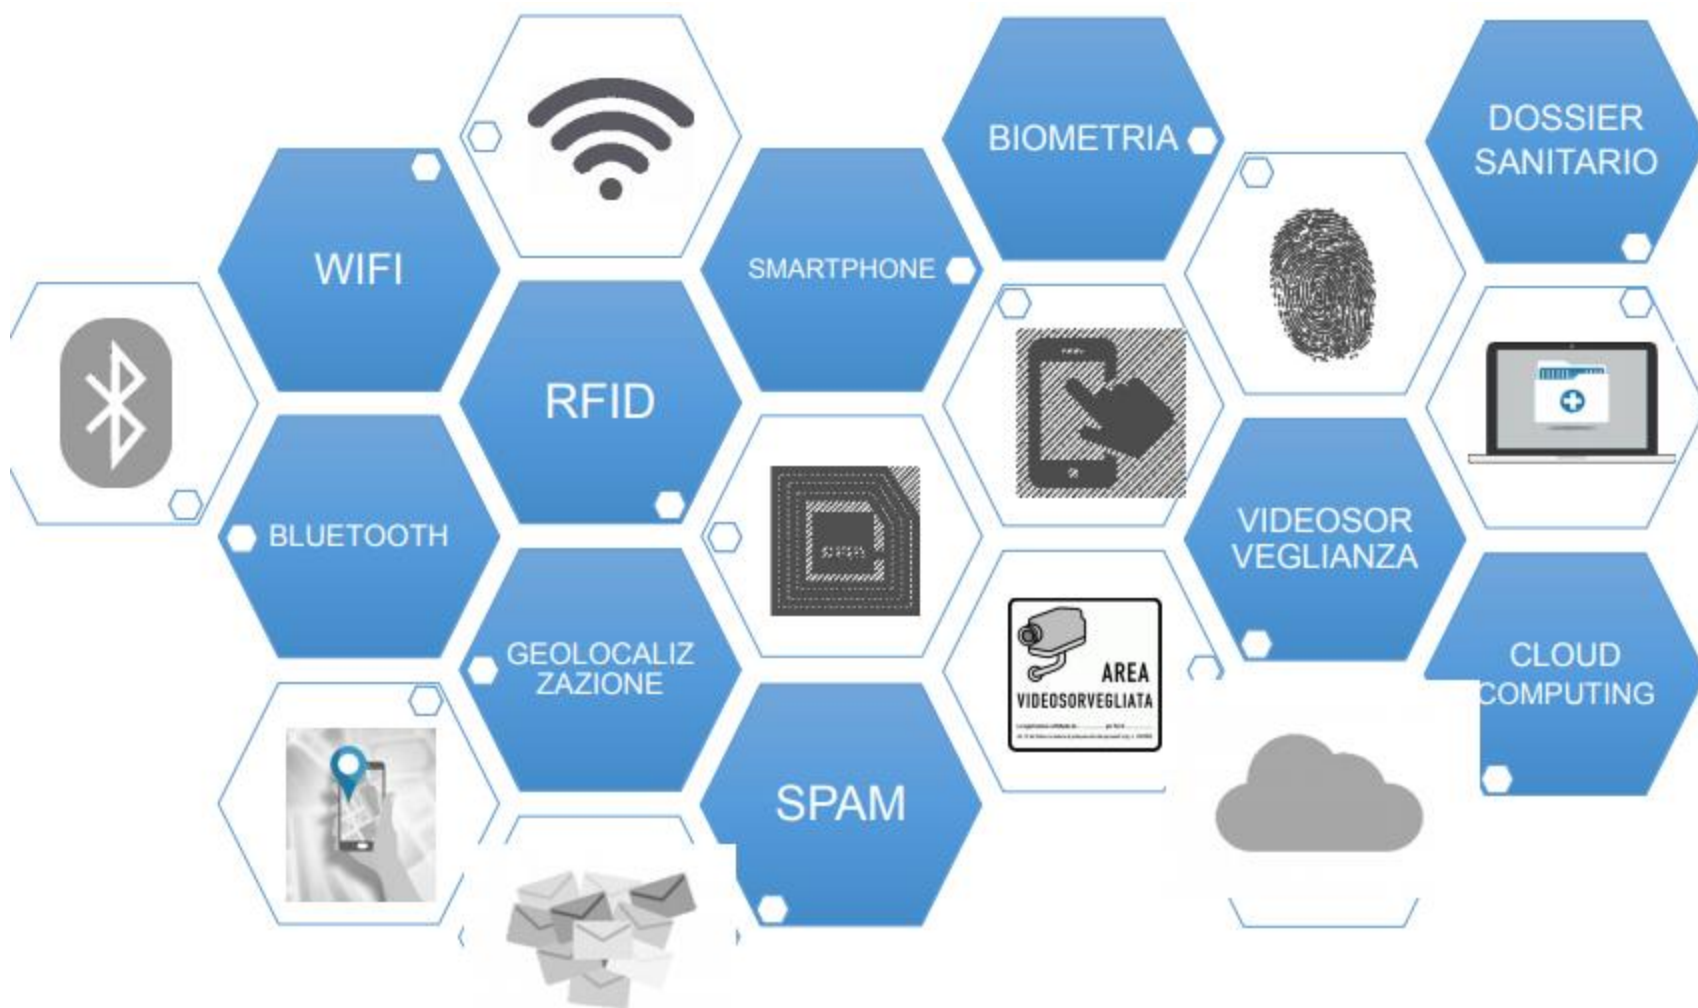 BIOMETRIA
DOSSIER
SANITARIO
WIFI
SMARTPHONE
RFID
BLUETOOTH
VIDEOSOR
VEGLIANZA
GEOLOCALIZ
ZAZIONE
AREA
VIDEOSORVEGLIATA
CLOUD
COMPUTING
SPAM